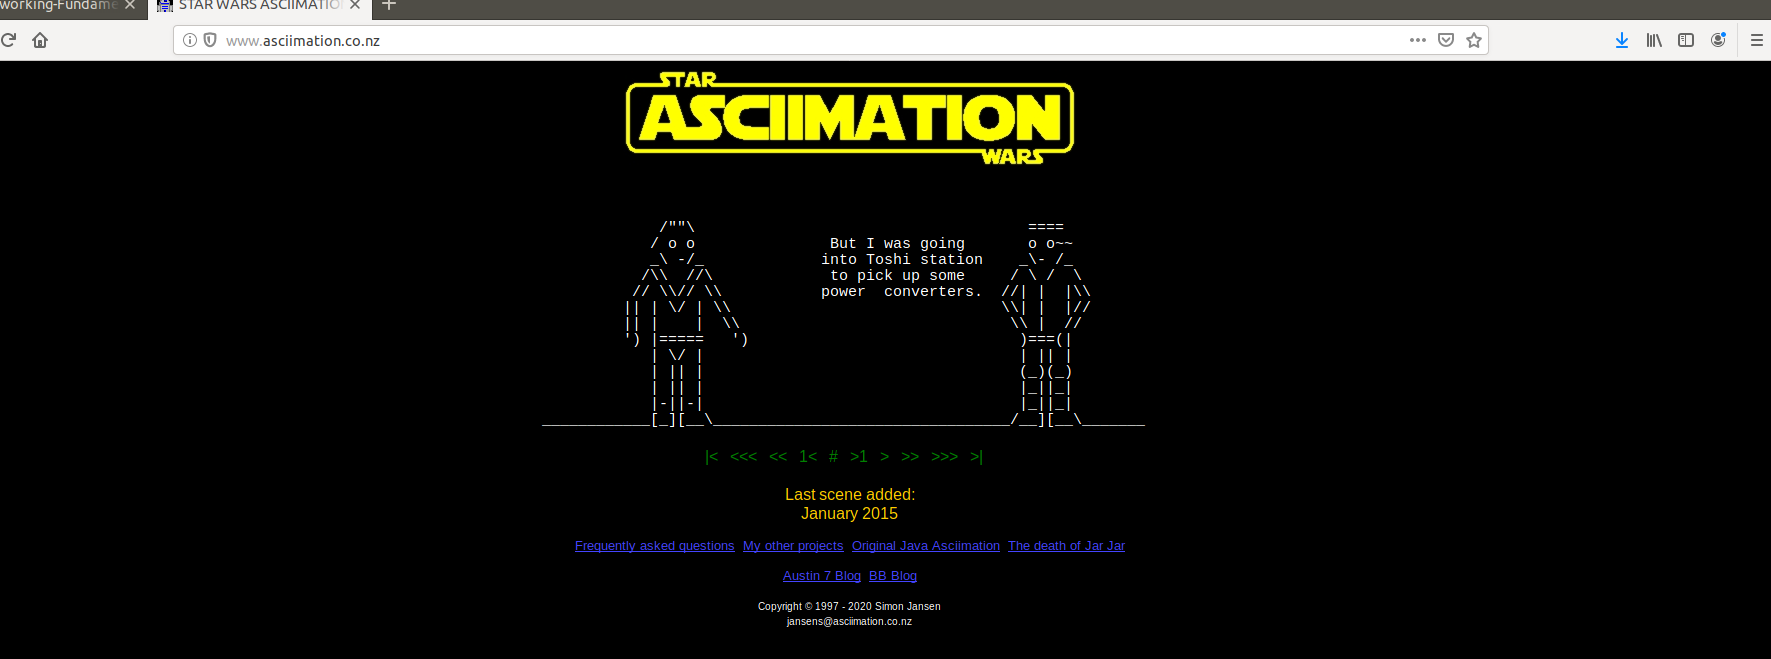 working-Fundame
STAR WARS ASCIIMATIO
www.asciimation.co.nz
STAR
ASCIIMATION
WARS
But I was going
into Toshi station
to pick up some
power  converters.
|< <<< << 1< # >1 > >> >>> >|
Last scene added:
January 2015
Frequently asked questions My other projects Original Java Asciimation The death of Jar Jar
Austin 7 Blog BB Blog
Copyright © 1997 - 2020 Simon Jansen
jansens@asciimation.co.nz